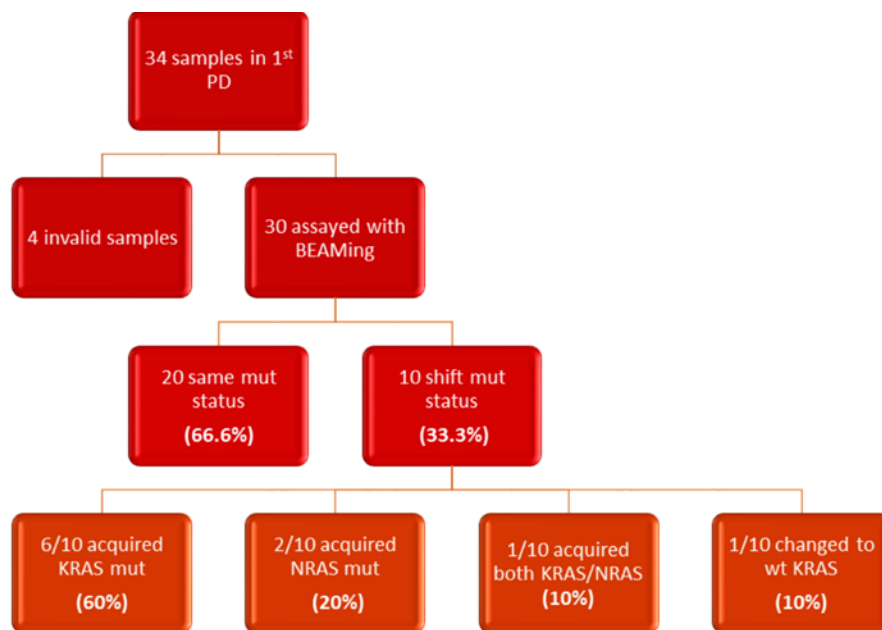 34 samples in 1st
PD
4 invalid samples
30 assayed with
BEAMing
20 same mut
status
(66.6%)
10 shift mut
status
(33.3%)
6/10 acquired
KRAS mut
(60%)
2/10 acquired
NRAS mut
(20%)
1/10 acquired
both KRAS/NRAS
(10%)
1/10 changed to
wt KRAS
(10%)